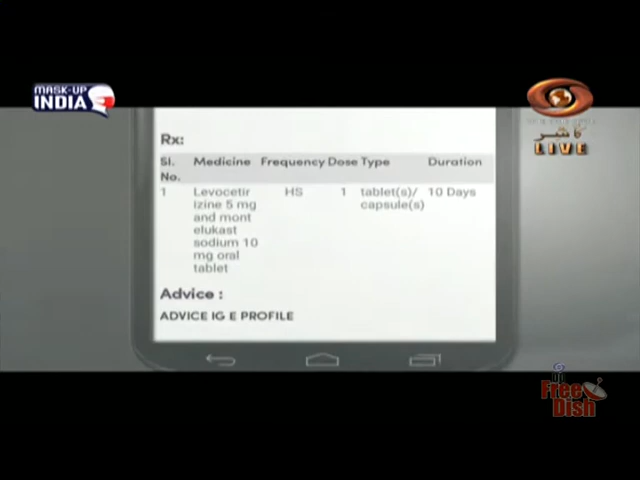 MASK-UP
INDIA
کاشر
LIVE
Rx:
Sl. No. Medicine Frequency Dose Type Duration
1 Levocetir HS 1 tablet(s)/ 10 Days
izine 5 mg capsule(s)
and mont
elukast
sodium 10
mg oral
tablet
Advice :
ADVICE IG E PROFILE
Free
Dish